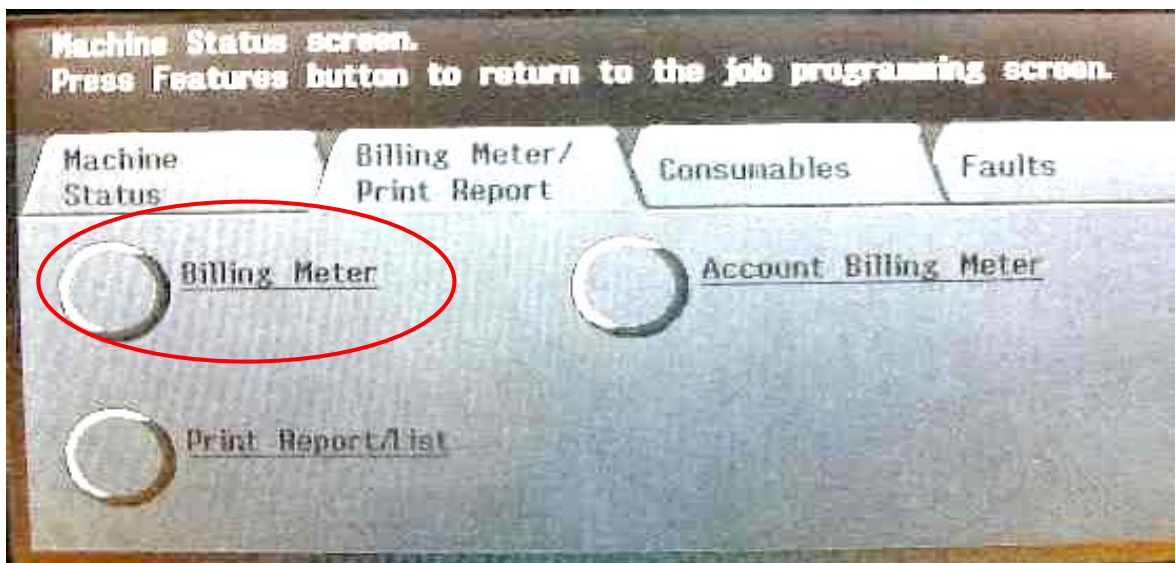 Machine Status screen.
Press Features button to return to the job programming screen.
Machine
Status
Billing Meter/
Print Report
Consumables
Faults
Billing Meter
Account Billing Meter
Print Report/List